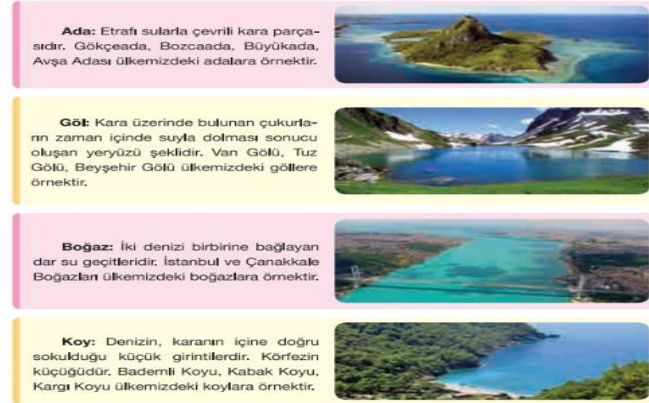 Ada: Etrafı sularla çevrili kara parça-
sıdır. Gökçeada, Bozcaada, Büyükada,
Avşa Adası ülkemizdeki adalara örnektir.
Göl: Kara üzerinde bulunan çukurla-
rın zaman içinde suyla dolması sonucu
oluşan yeryüzü şeklidir. Van Gölü, Tuz
Gölü, Beyşehir Gölü ülkemizdeki göllere
örnektir.
Boğaz: İki denizi birbirine bağlayan
dar su geçitleridir. İstanbul ve Çanakkale
Boğazları ülkemizdeki boğazlara örnektir.
Koy: Denizin, karanın içine doğru
sokulduğu küçük girintilerdir. Körfezin
küçüğüdür. Bademli Koyu, Kabak Koyu,
Kargı Koyu ülkemizdeki koylara örnektir.